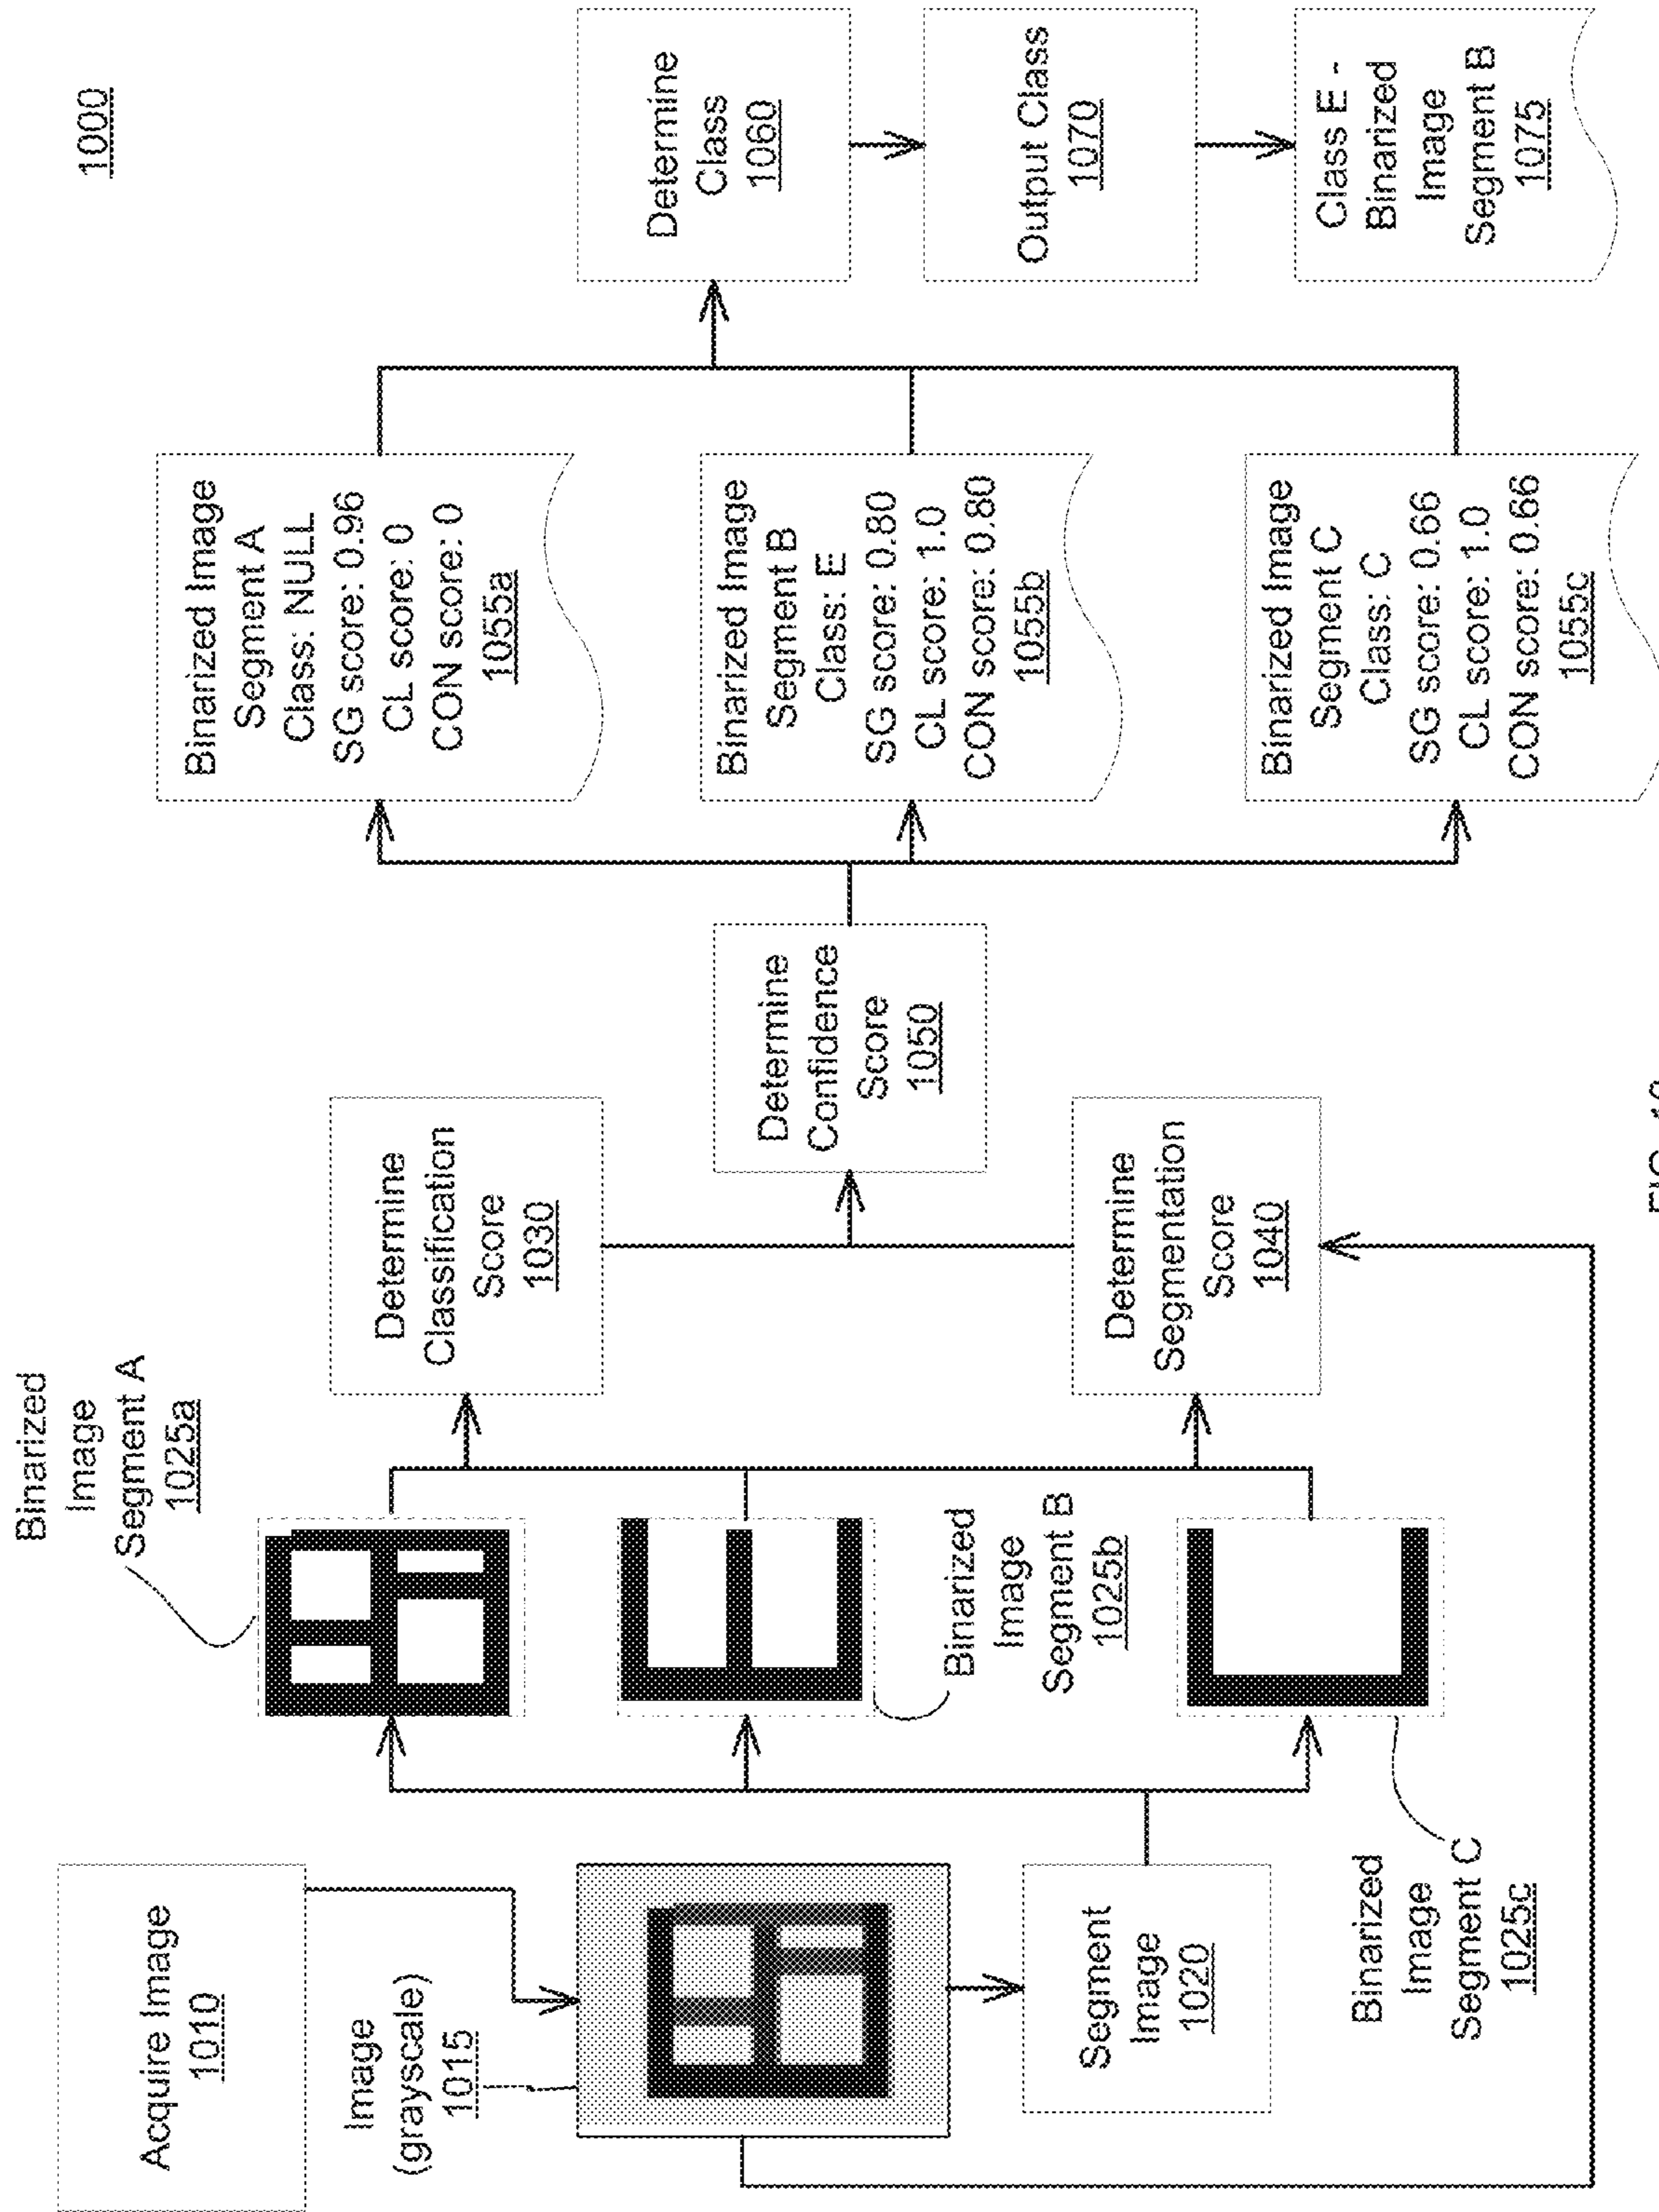 1000
Acquire Image
1010
Image
(grayscale)
1015
Segment
Image
1020
Binarized
Image
Segment A
1025a
Binarized
Image
Segment B
1025b
Binarized
Image
Segment C
1025c
Determine
Classification
Score
1030
Determine
Segmentation
Score
1040
Determine
Confidence
Score
1050
Binarized Image
Segment A
Class: NULL
SG score: 0.96
CL score: 0
CON score: 0
1055a
Binarized Image
Segment B
Class: E
SG score: 0.80
CL score: 1.0
CON score: 0.80
1055b
Binarized Image
Segment C
Class: C
SG score: 0.66
CL score: 1.0
CON score: 0.66
1055c
Determine
Class
1060
Output Class
1070
Class E -
Binarized
Image
Segment B
1075